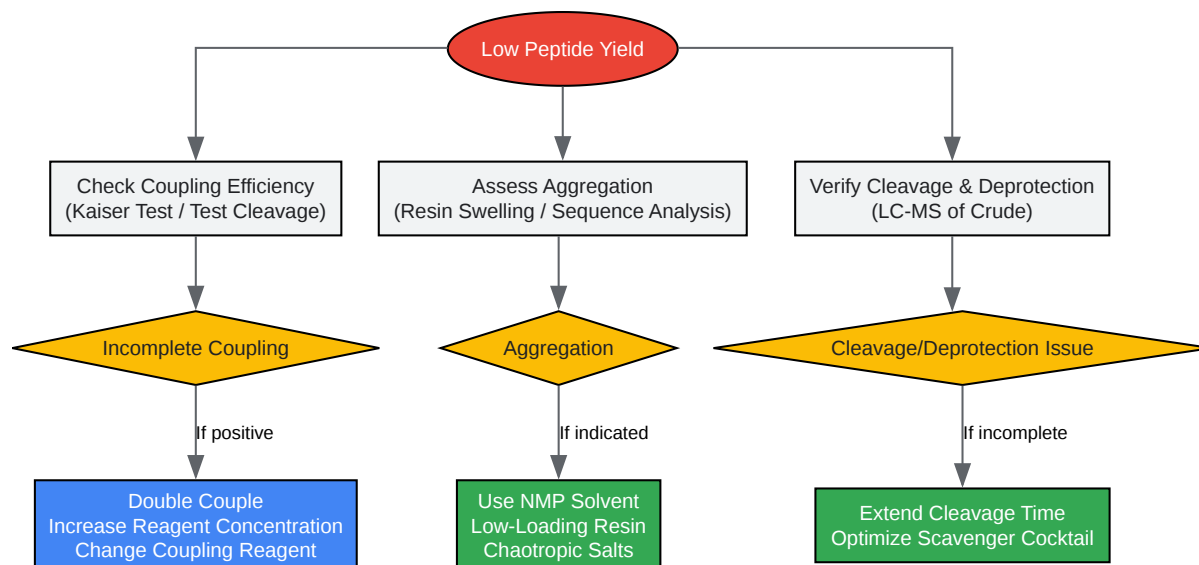 Low Peptide Yield
Check Coupling Efficiency
(Kaiser Test / Test Cleavage)
Assess Aggregation
(Resin Swelling / Sequence Analysis)
Verify Cleavage & Deprotection
(LC-MS of Crude)
Incomplete Coupling
Aggregation
Cleavage/Deprotection Issue
If positive
If indicated
If incomplete
Double Couple
Increase Reagent Concentration
Change Coupling Reagent
Use NMP Solvent
Low-Loading Resin
Chaotropic Salts
Extend Cleavage Time
Optimize Scavenger Cocktail